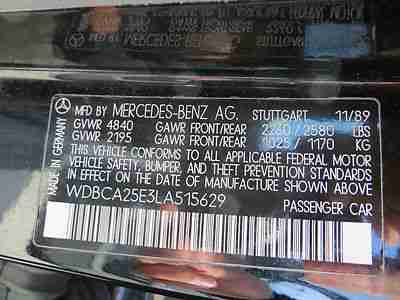 MFD BY MERCEDES-BENZ AG. STUTTGART 11/89
GVWR 4840 GAWR FRONT/REAR 2260/2580 LBS
GVWR 2195 GAWR FRONT/REAR 1025/1170 KG
THIS VEHICLE CONFORMS TO ALL APPLICABLE FEDERAL MOTOR
VEHICLE SAFETY, BUMPER, AND THEFT PREVENTION STANDARDS
IN EFFECT ON THE DATE OF MANUFACTURE SHOWN ABOVE
WDBCA25E3LA515629
PASSENGER CAR
MADE IN GERMANY